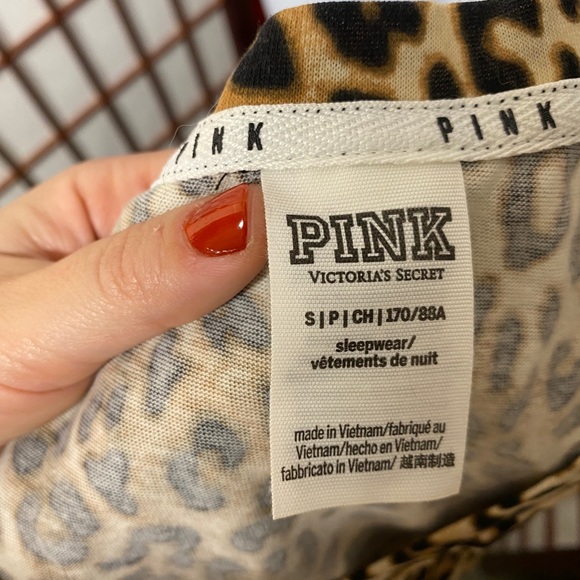 PINK PINK
PINK
VICTORIA'S SECRET
S|P|CH|170/88A
sleepwear/
vêtements de nuit
made in Vietnam/fabriqué au
Vietnam/hecho en Vietnam/
fabbricato in Vietnam/ 越南制造